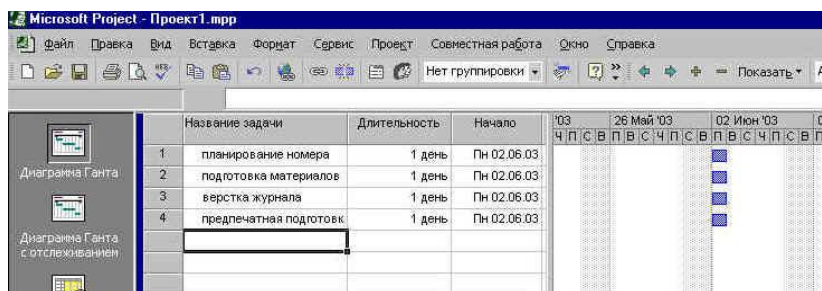 Microsoft Project - Проект1.mpp
Файл Правка Вид Вставка Формат Сервис Проект Совместная работа Окно Справка
Нет группировки Показать
Название задачи Длительность Начало '03 26 Май '03 02 Июн '03
Ч П С В П В С Ч П С В П В С Ч П С В П
1 планирование номера 1 день Пн 02.06.03
2 подготовка материалов 1 день Пн 02.06.03
3 верстка журнала 1 день Пн 02.06.03
4 предпечатная подготовк 1 день Пн 02.06.03
Диаграмма Ганта
Диаграмма Ганта
с отслеживанием